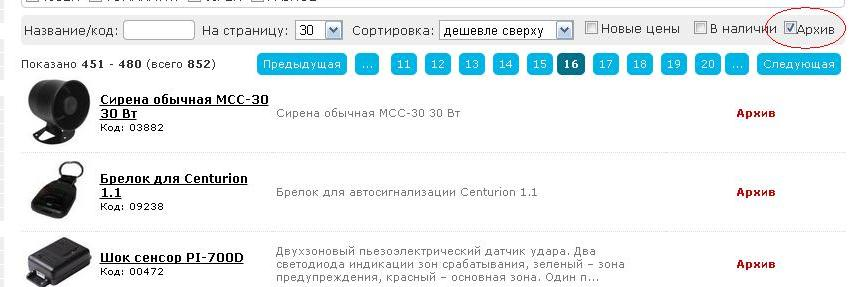 Название/код: На страницу: 30 Сортировка: дешевле сверху Новые цены В наличии Архив
Показано 451 - 480 (всего 852) Предыдущая ... 11 12 13 14 15 16 17 18 19 20 ... Следующая
Сирена обычная MCC-30
30 Вт
Код: 03882
Сирена обычная MCC-30 30 Вт
Архив
Брелок для Centurion
1.1
Код: 09238
Брелок для автосигнализации Centurion 1.1
Архив
Шок сенсор PI-700D
Код: 00472
Двухзоновый пьезоэлектрический датчик удара. Два
светодиода индикации зон срабатывания, зеленый – зона
предупреждения, красный – основная зона. Один п...
Архив